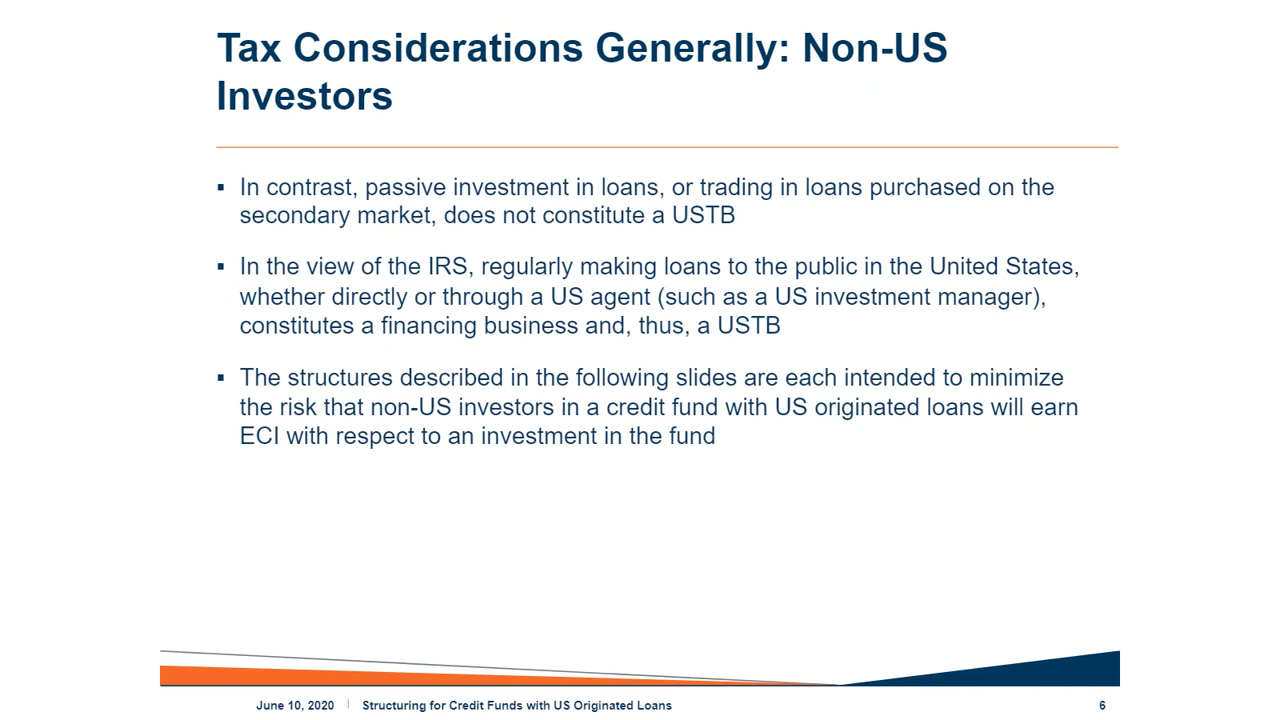 Tax Considerations Generally: Non-US
Investors
▪ In contrast, passive investment in loans, or trading in loans purchased on the
secondary market, does not constitute a USTB
▪ In the view of the IRS, regularly making loans to the public in the United States,
whether directly or through a US agent (such as a US investment manager),
constitutes a financing business and, thus, a USTB
▪ The structures described in the following slides are each intended to minimize
the risk that non-US investors in a credit fund with US originated loans will earn
ECI with respect to an investment in the fund
June 10, 2020 | Structuring for Credit Funds with US Originated Loans 6